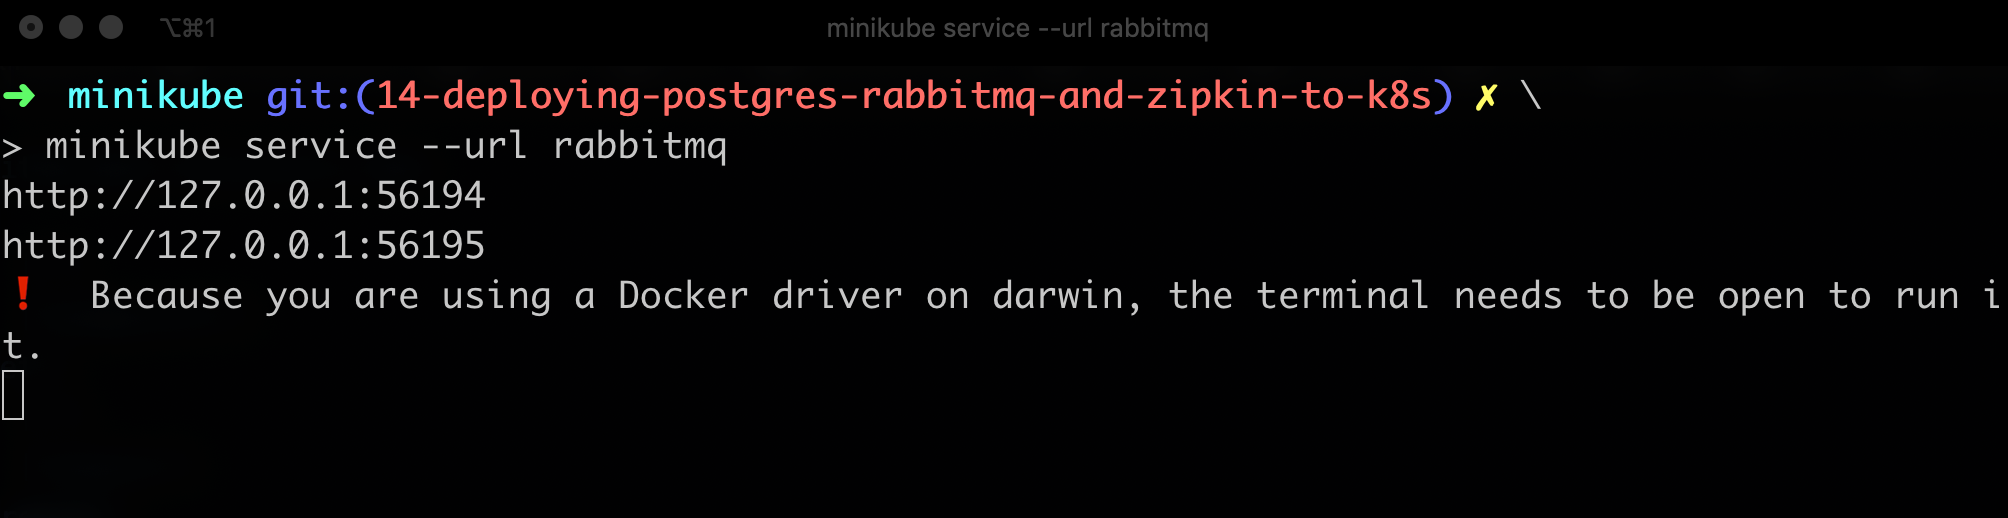 ⌥⌘1 minikube service --url rabbitmq
➜ minikube git:(14-deploying-postgres-rabbitmq-and-zipkin-to-k8s) ✗ \
> minikube service --url rabbitmq
http://127.0.0.1:56194
http://127.0.0.1:56195
❗ Because you are using a Docker driver on darwin, the terminal needs to be open to run i
t.